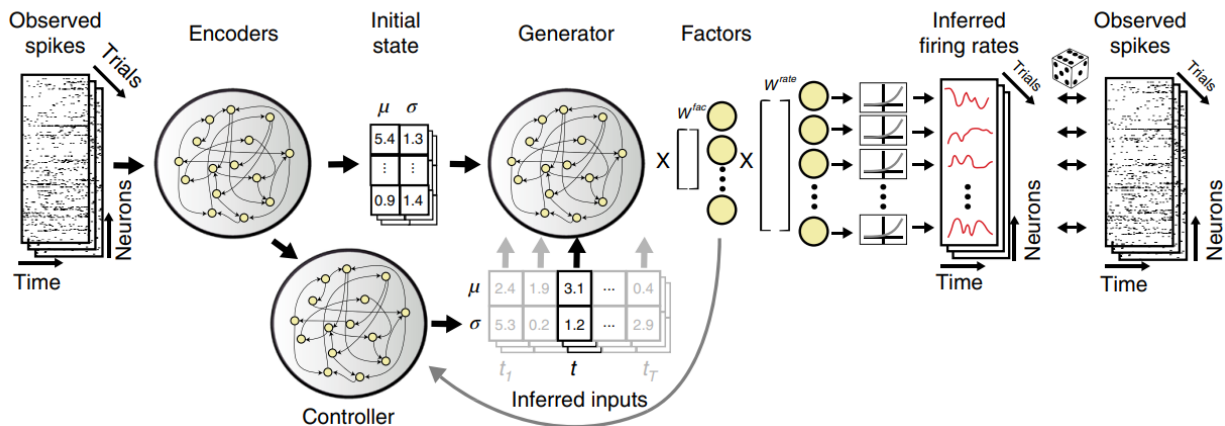 Observed
spikes
Encoders
Initial
state
Generator
Factors
Inferred
firing rates
Observed
spikes
Trials
Neurons
Time
μ σ
5.4 1.3
⋮ ⋮
0.9 1.4
X
W^fac
X
W^rate
Trials
Neurons
Time
Trials
Neurons
Time
μ 2.4 1.9 3.1 ... 0.4
σ 5.3 0.2 1.2 ... 2.9
t₁ t t_T
Inferred inputs
Controller